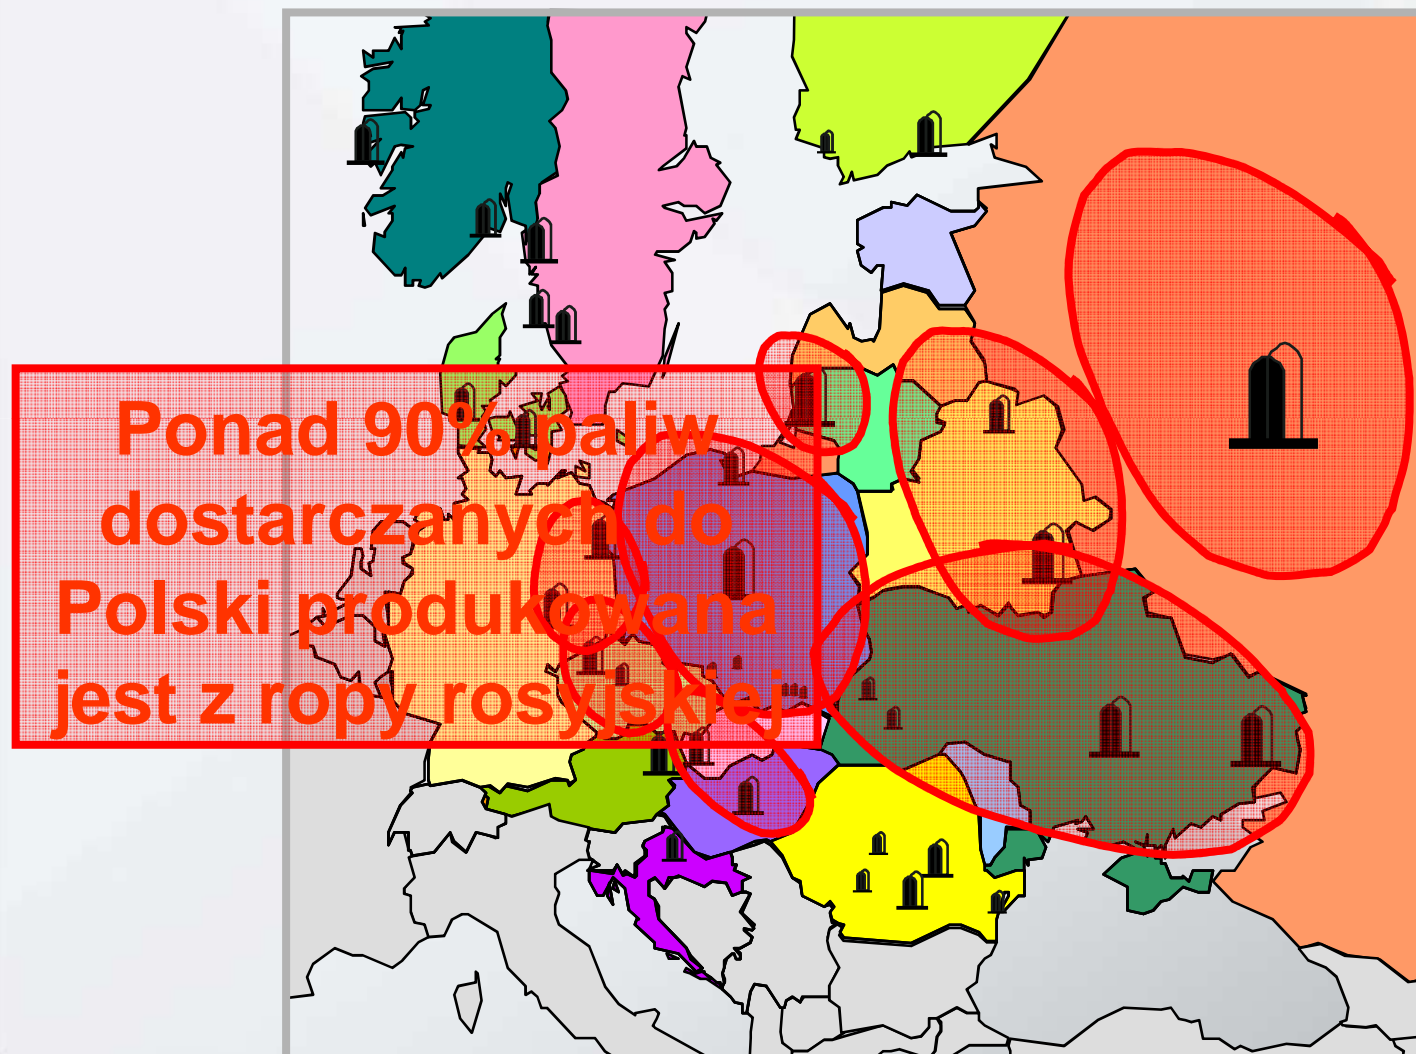 Ponad 90% paliw
dostarczanych do
Polski produkowana
jest z ropy rosyjskiej